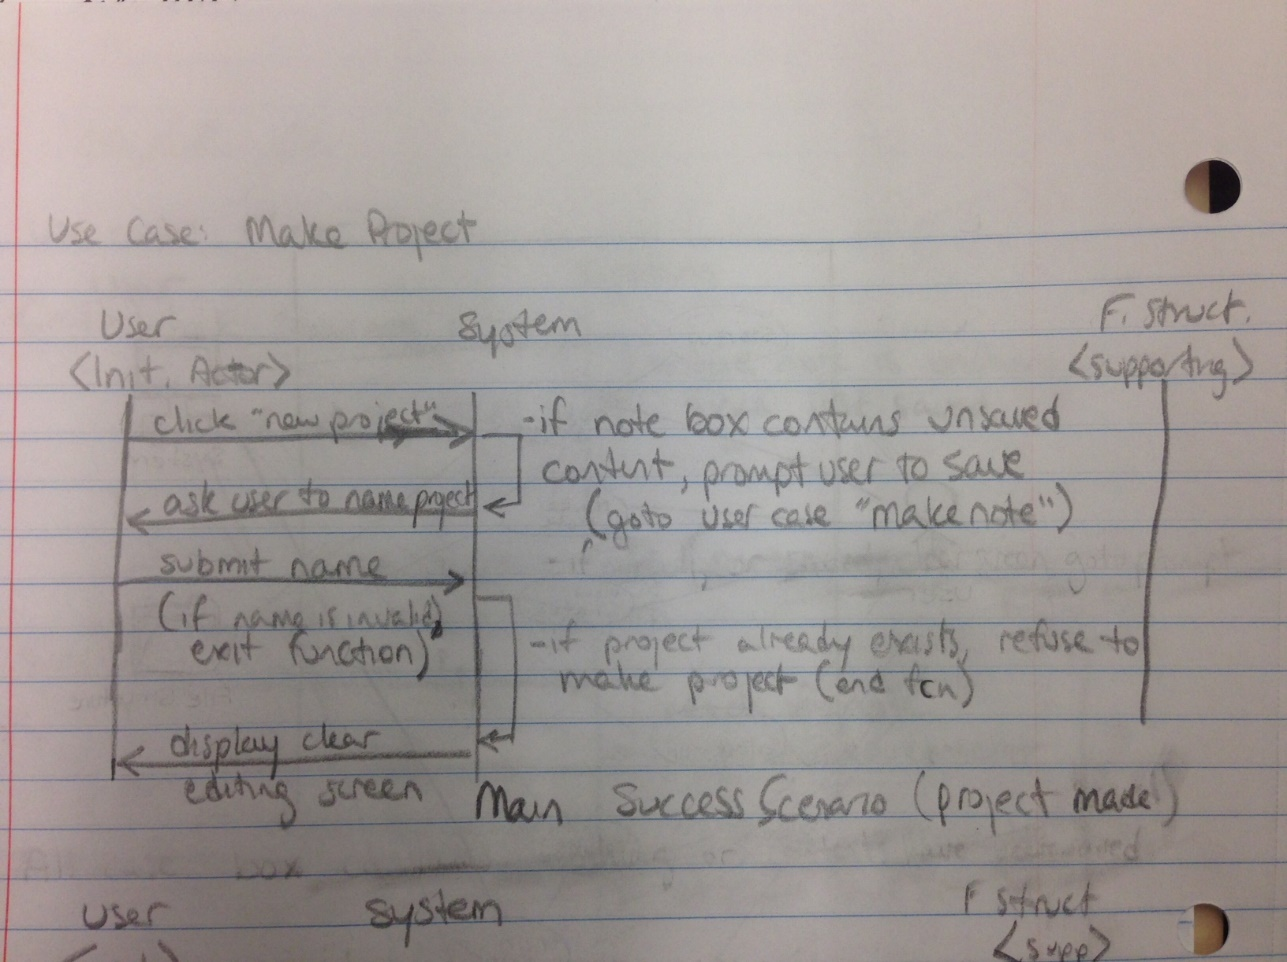 Use Case: Make Project
User
System
F. Struct.
<Init. Actor>
<supporting>
click "new project"
-if note box contains unsaved
content, prompt user to save
(goto user case "make note")
ask user to name project
submit name
(if name is invalid,
exit function)
-if project already exists, refuse to
make project (end fcn)
display clear
editing screen
Main Success Scenario (project made)
User
System
F struct
<supp>